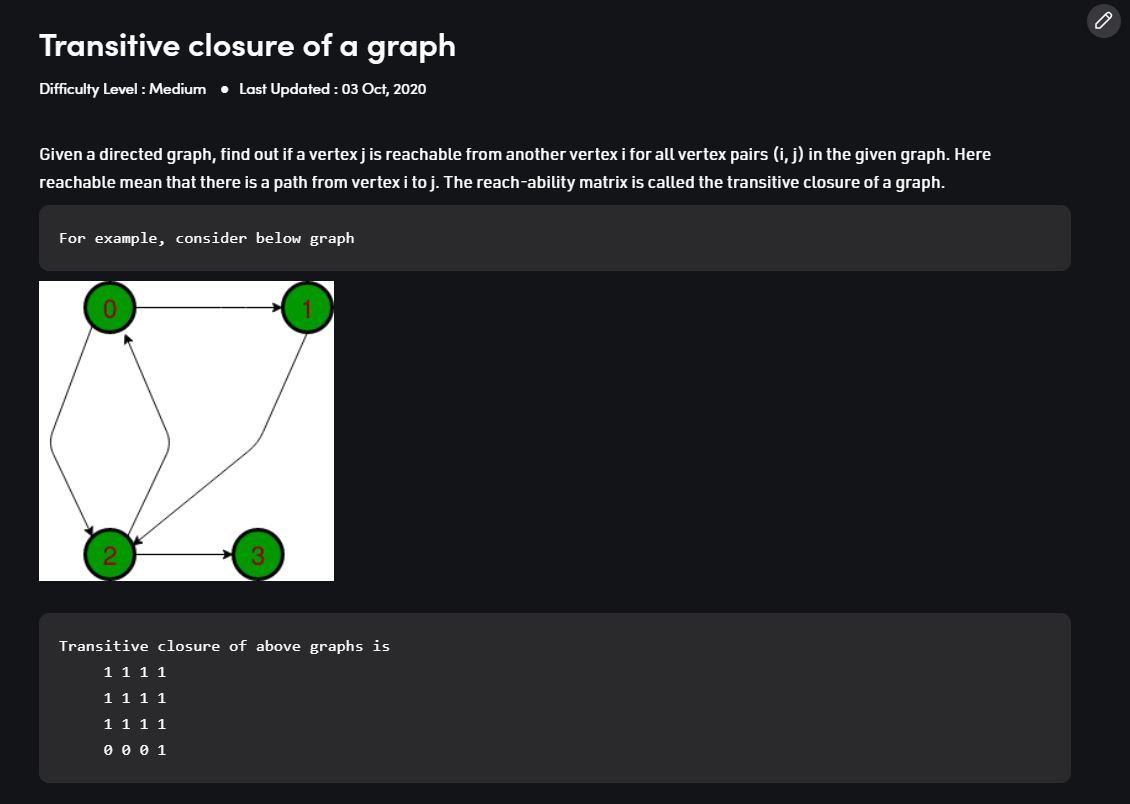 Transitive closure of a graph
Difficulty Level : Medium ● Last Updated : 03 Oct, 2020
Given a directed graph, find out if a vertex j is reachable from another vertex i for all vertex pairs (i, j) in the given graph. Here
reachable mean that there is a path from vertex i to j. The reach-ability matrix is called the transitive closure of a graph.
For example, consider below graph
0 1
2 3
Transitive closure of above graphs is
1 1 1 1
1 1 1 1
1 1 1 1
0 0 0 1